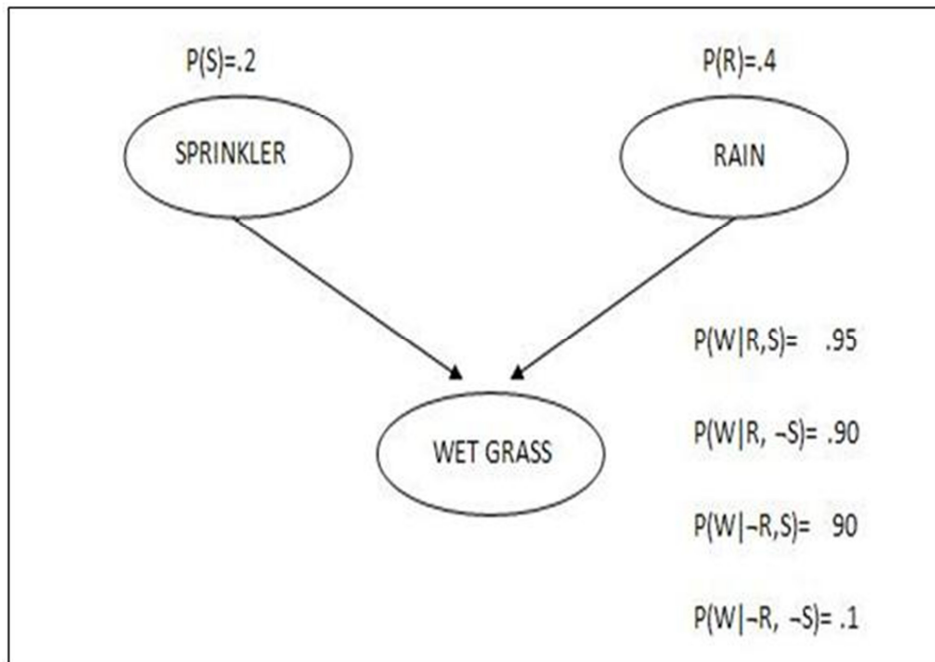 P(S)=.2
P(R)=.4
SPRINKLER
RAIN
P(W|R,S)= .95
WET GRASS
P(W|R, ¬S)= .90
P(W|¬R,S)= 90
P(W|¬R, ¬S)= .1